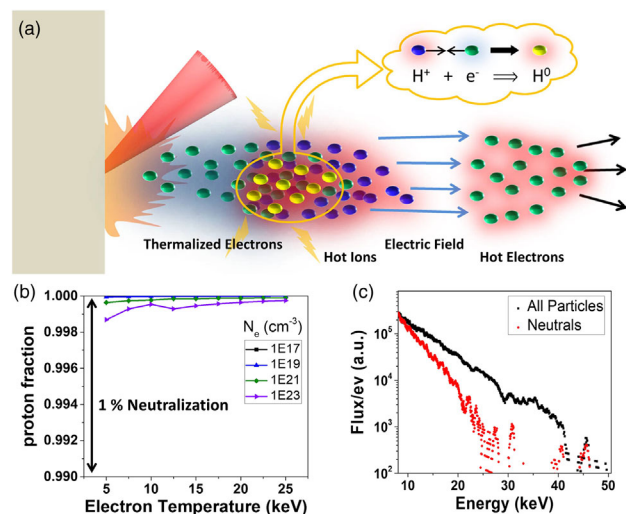 (a)
H⁺ + e⁻ ⟹ H⁰
Thermalized Electrons
Hot Ions
Electric Field
Hot Electrons
(b)
proton fraction
1.000
0.998
0.996
0.994
0.992
0.990
Nₑ (cm⁻³)
1E17
1E19
1E21
1E23
1 % Neutralization
5 10 15 20 25
Electron Temperature (keV)
(c)
Flux/ev (a.u.)
10⁵
10⁴
10³
10²
All Particles
Neutrals
10 20 30 40 50
Energy (keV)